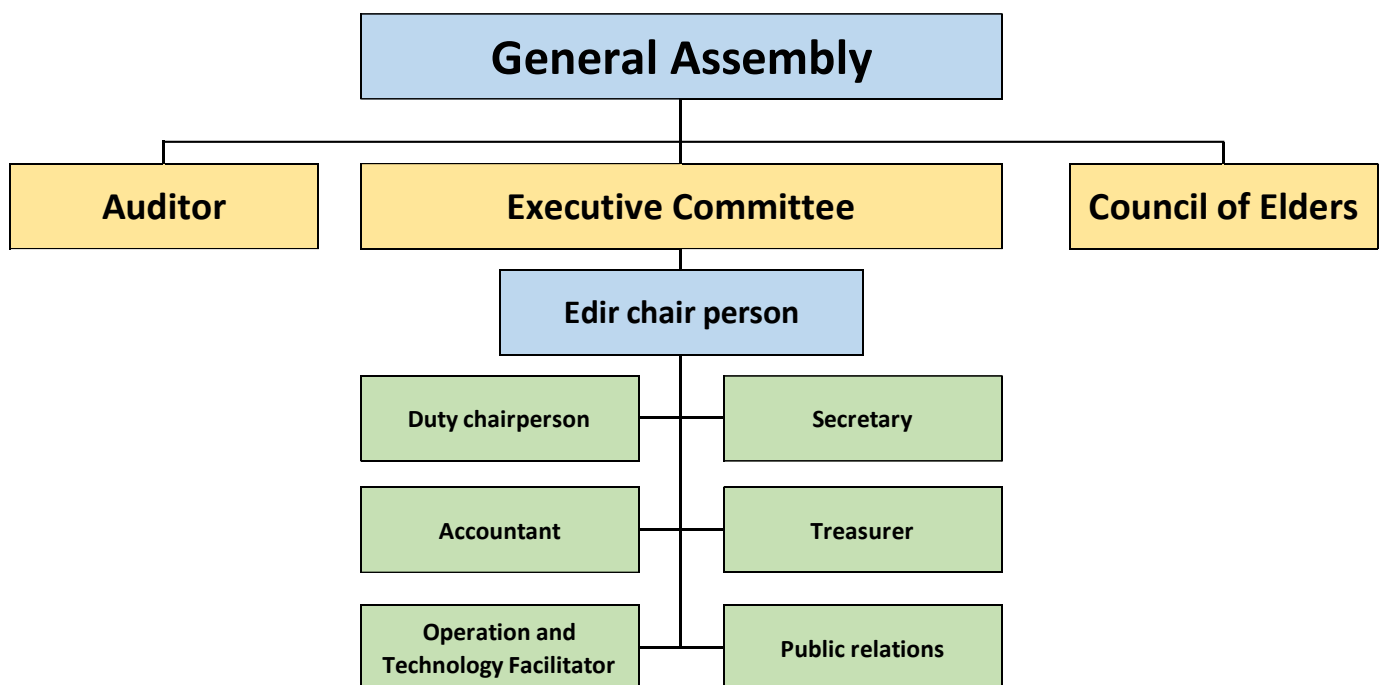 General Assembly
Auditor
Executive Committee
Council of Elders
Edir chair person
Duty chairperson
Secretary
Accountant
Treasurer
Operation and
Technology Facilitator
Public relations